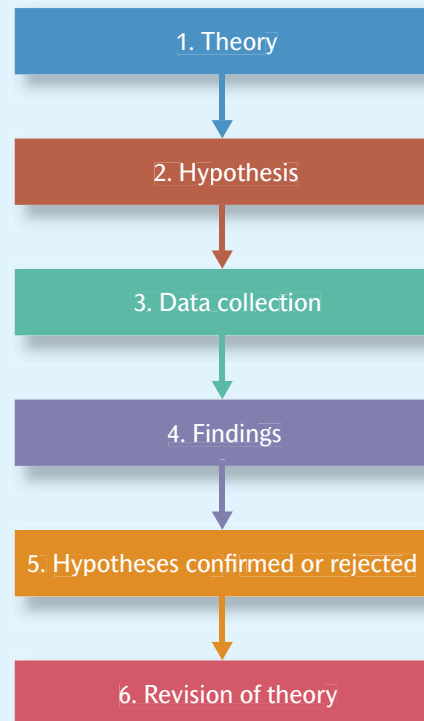 1. Theory
2. Hypothesis
3. Data collection
4. Findings
5. Hypotheses confirmed or rejected
6. Revision of theory